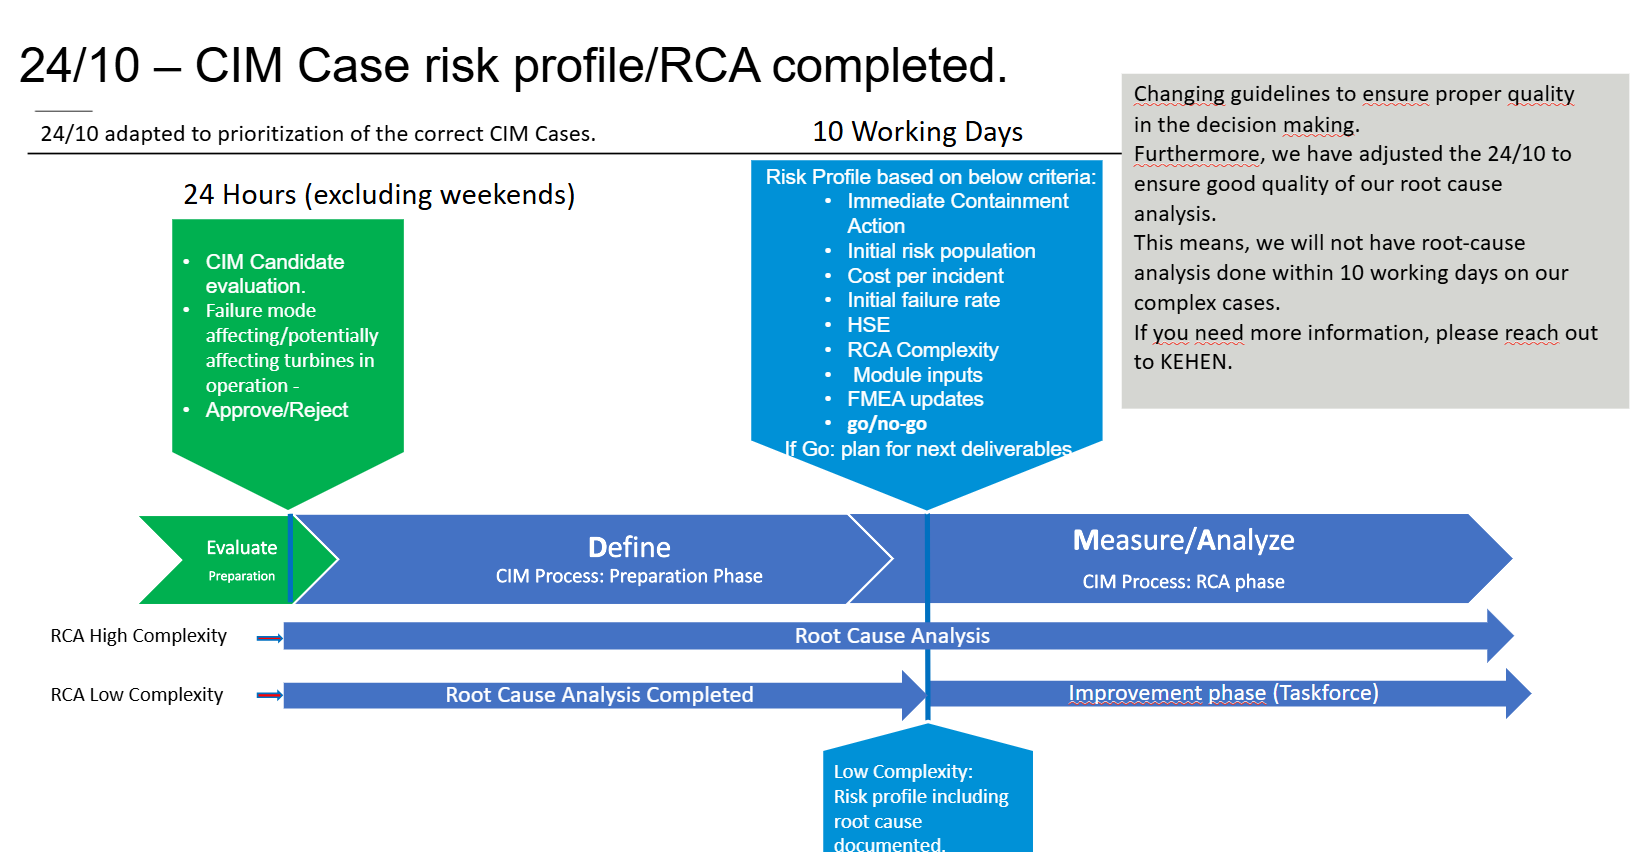 24/10 – CIM Case risk profile/RCA completed.
24/10 adapted to prioritization of the correct CIM Cases.
10 Working Days
24 Hours (excluding weekends)
• CIM Candidate
evaluation.
• Failure mode
affecting/potentially
affecting turbines in
operation -
• Approve/Reject
Risk Profile based on below criteria:
• Immediate Containment
Action
• Initial risk population
• Cost per incident
• Initial failure rate
• HSE
• RCA Complexity
• Module inputs
• FMEA updates
• go/no-go
If Go: plan for next deliverables
Changing guidelines to ensure proper quality
in the decision making.
Furthermore, we have adjusted the 24/10 to
ensure good quality of our root cause
analysis.
This means, we will not have root-cause
analysis done within 10 working days on our
complex cases.
If you need more information, please reach out
to KEHEN.
Evaluate
Preparation
Define
CIM Process: Preparation Phase
Measure/Analyze
CIM Process: RCA phase
RCA High Complexity
Root Cause Analysis
RCA Low Complexity
Root Cause Analysis Completed
Improvement phase (Taskforce)
Low Complexity:
Risk profile including
root cause
documented.